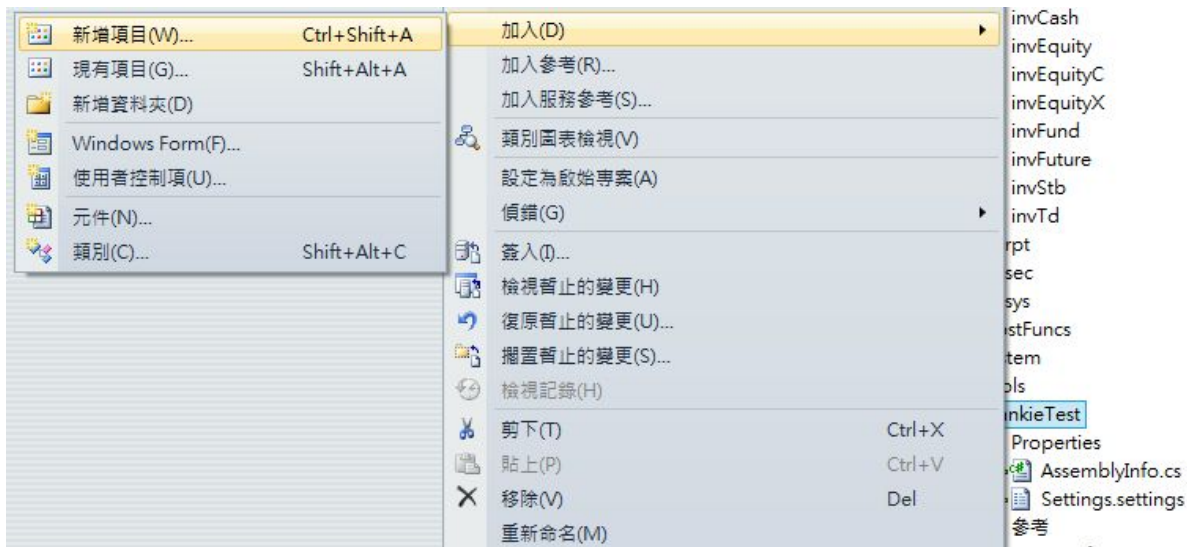 新增項目(W)... Ctrl+Shift+A
現有項目(G)... Shift+Alt+A
新增資料夾(D)
Windows Form(F)...
使用者控制項(U)...
元件(N)...
類別(C)... Shift+Alt+C
加入(D)
加入參考(R)...
加入服務參考(S)...
類別圖表檢視(V)
設定為啟始專案(A)
偵錯(G)
簽入(I)...
檢視暫止的變更(H)
復原暫止的變更(U)...
擱置暫止的變更(S)...
檢視記錄(H)
剪下(T) Ctrl+X
貼上(P) Ctrl+V
移除(V) Del
重新命名(M)
invCash
invEquity
invEquityC
invEquityX
invFund
invFuture
invStb
invTd
rpt
sec
sys
stFuncs
tem
ols
nkieTest
Properties
AssemblyInfo.cs
Settings.settings
參考